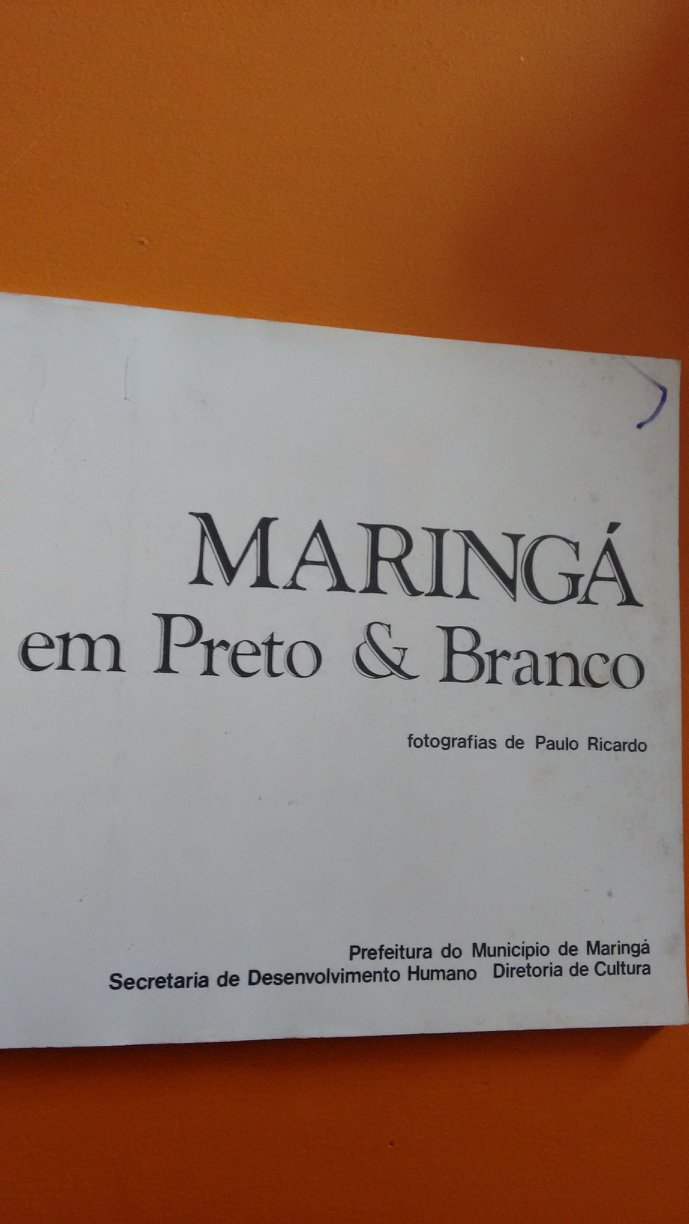 MARINGÁ
em Preto & Branco
fotografias de Paulo Ricardo
Prefeitura do Município de Maringá
Secretaria de Desenvolvimento Humano Diretoria de Cultura